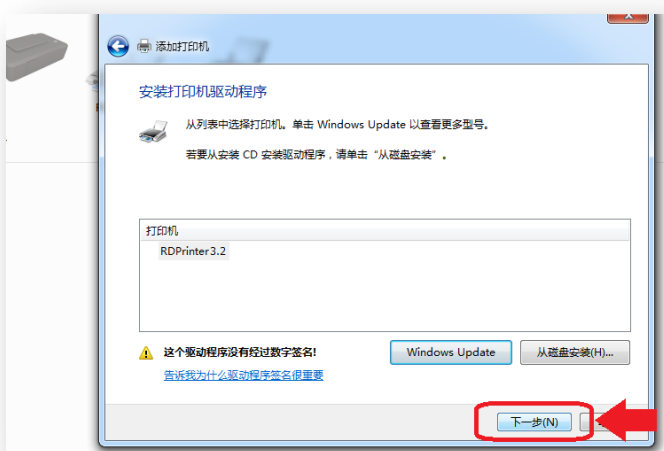 添加打印机
安装打印机驱动程序
从列表中选择打印机。单击 Windows Update 以查看更多型号。
若要从安装 CD 安装驱动程序，请单击“从磁盘安装”。
打印机
RDPrinter3.2
这个驱动程序没有经过数字签名!
Windows Update
从磁盘安装(H)...
告诉我为什么驱动程序签名很重要
下一步(N)